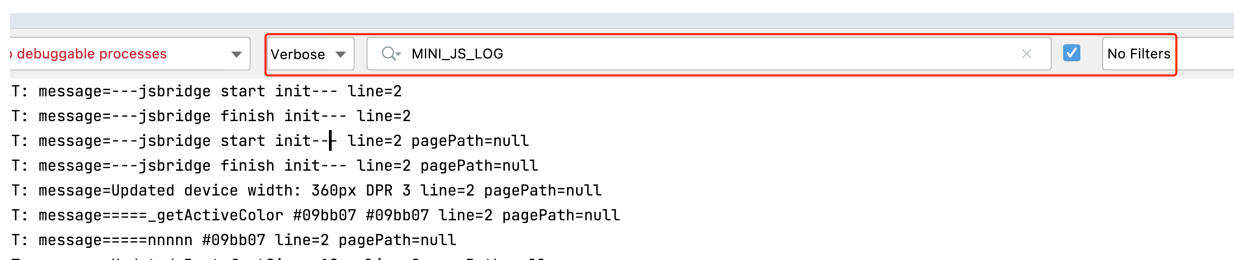 debuggable processes Verbose MINI_JS_LOG No Filters
T: message=---jsbridge start init--- line=2
T: message=---jsbridge finish init--- line=2
T: message=---jsbridge start init--- line=2 pagePath=null
T: message=---jsbridge finish init--- line=2 pagePath=null
T: message=Updated device width: 360px DPR 3 line=2 pagePath=null
T: message=====_getActiveColor #09bb07 #09bb07 line=2 pagePath=null
T: message=====nnnnn #09bb07 line=2 pagePath=null